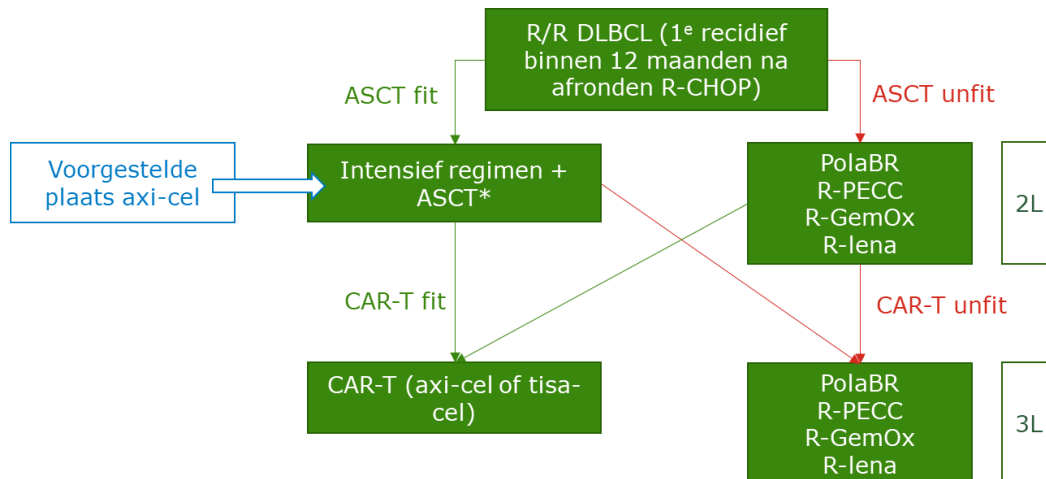 R/R DLBCL (1e recidief
binnen 12 maanden na
afronden R-CHOP)
ASCT fit
ASCT unfit
Voorgestelde
plaats axi-cel
Intensief regimen +
ASCT*
PolaBR
R-PECC
R-GemOx
R-lena
2L
CAR-T fit
CAR-T unfit
CAR-T (axi-cel of tisa-
cel)
PolaBR
R-PECC
R-GemOx
R-lena
3L